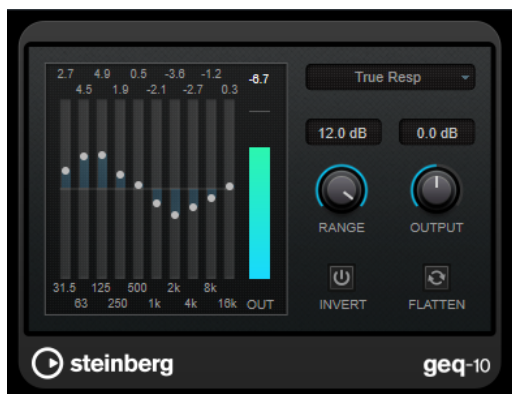 2.7 4.9 0.5 -3.6 -1.2
4.5 1.9 -2.1 -2.7 0.3
-6.7
True Resp
12.0 dB 0.0 dB
RANGE OUTPUT
31.5 125 500 2k 8k
63 250 1k 4k 16k OUT
INVERT FLATTEN
steinberg geq-10